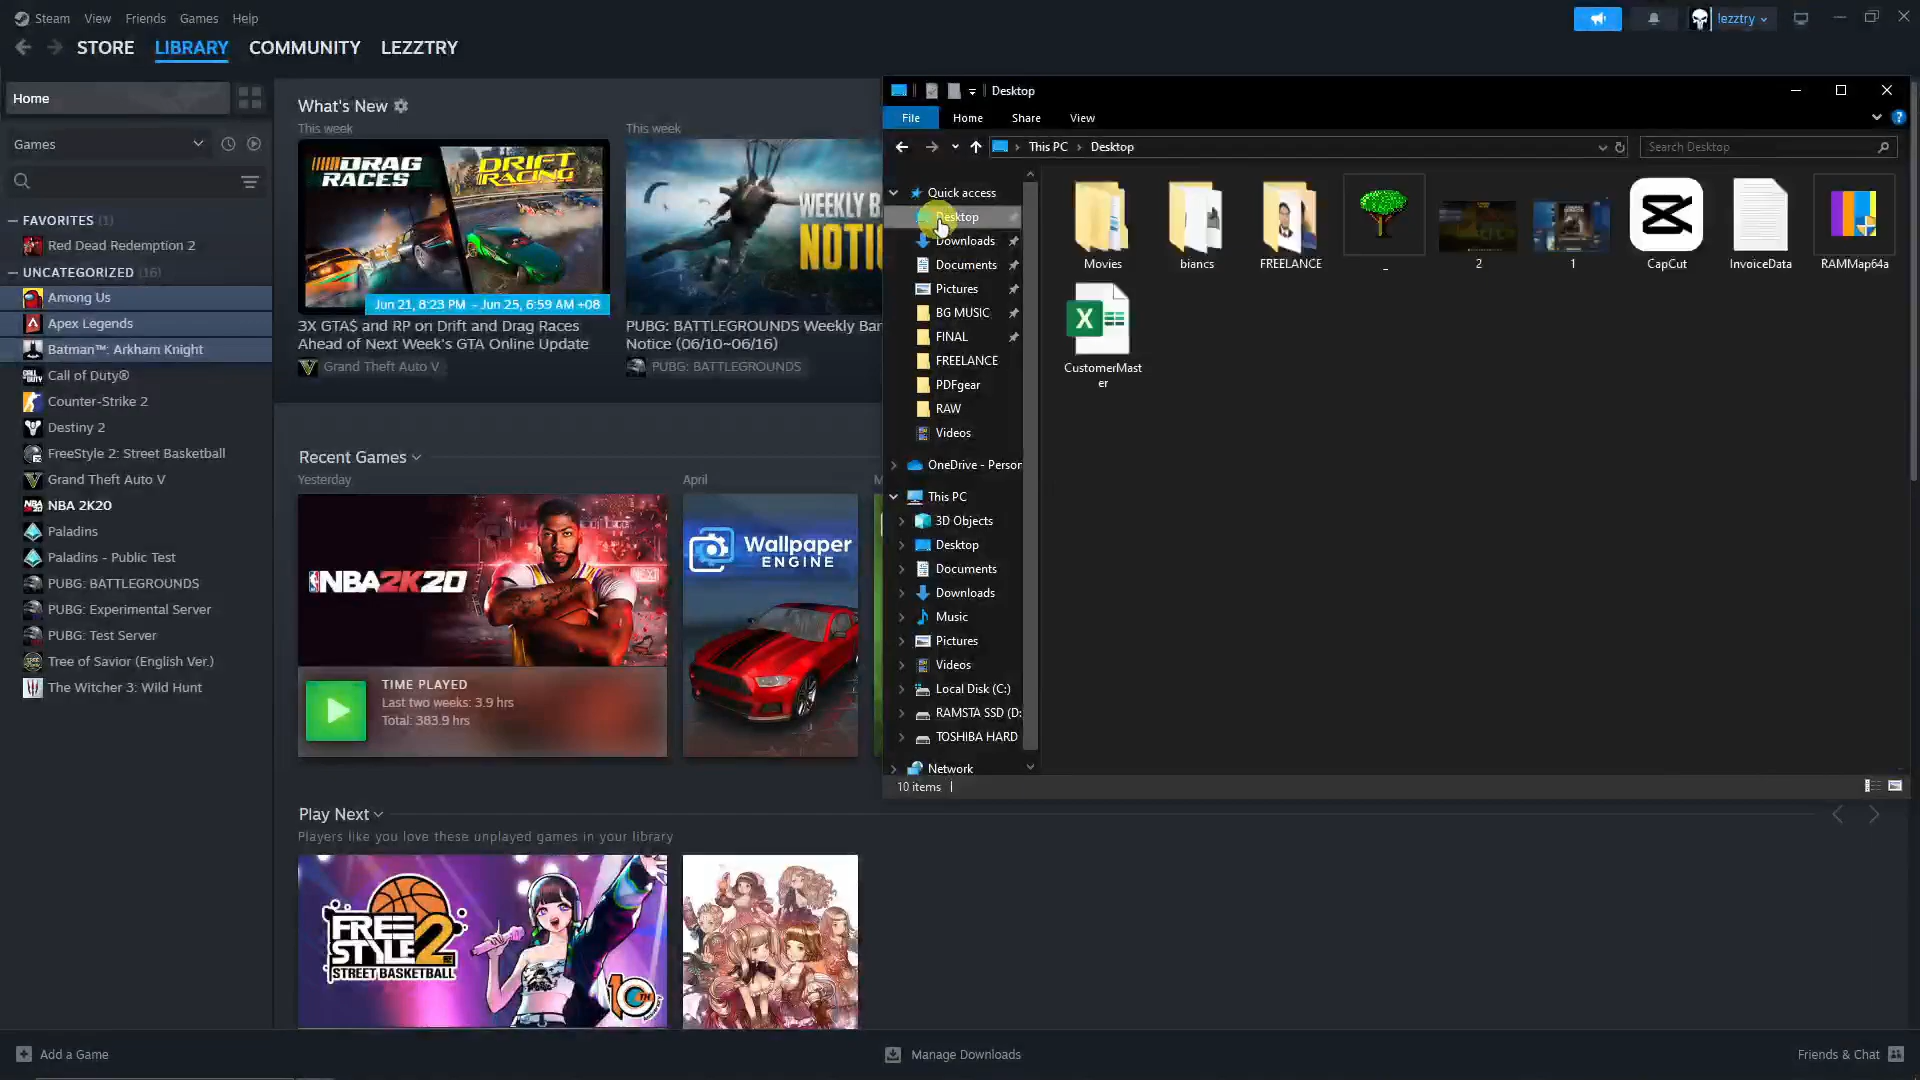 Steam View Friends Games Help
lezztry
STORE LIBRARY COMMUNITY LEZZTRY
Home
Games
FAVORITES (1)
Red Dead Redemption 2
UNCATEGORIZED (16)
Among Us
Apex Legends
Batman™: Arkham Knight
Call of Duty®
Counter-Strike 2
Destiny 2
FreeStyle 2: Street Basketball
Grand Theft Auto V
NBA 2K20
Paladins
Paladins - Public Test
PUBG: BATTLEGROUNDS
PUBG: Experimental Server
PUBG: Test Server
Tree of Savior (English Ver.)
The Witcher 3: Wild Hunt
What's New
This week
DRAG RACES
DRIFT RACING
Jun 21, 8:23 PM - Jun 25, 6:59 AM +08
3X GTA$ and RP on Drift and Drag Races
Ahead of Next Week's GTA Online Update
Grand Theft Auto V
This week
WEEKLY
NOTIC
PUBG: BATTLEGROUNDS Weekly Ban
Notice (06/10~06/16)
PUBG: BATTLEGROUNDS
Recent Games
Yesterday
NBA2K20
TIME PLAYED
Last two weeks: 3.9 hrs
Total: 383.9 hrs
April
Wallpaper
ENGINE
M
Play Next
Players like you love these unplayed games in your library
FREE
STYLE 2
STREET BASKETBALL
10TH
Add a Game
Manage Downloads
Friends & Chat
Desktop
File Home Share View
This PC > Desktop
Search Desktop
Quick access
Desktop
Downloads
Documents
Pictures
BG MUSIC
FINAL
FREELANCE
PDFgear
RAW
Videos
OneDrive - Person
This PC
3D Objects
Desktop
Documents
Downloads
Music
Pictures
Videos
Local Disk (C:)
RAMSTA SSD (D:
TOSHIBA HARD
Network
Movies
biancs
FREELANCE
_
2
1
CapCut
InvoiceData
RAMMap64a
CustomerMast
er
10 items